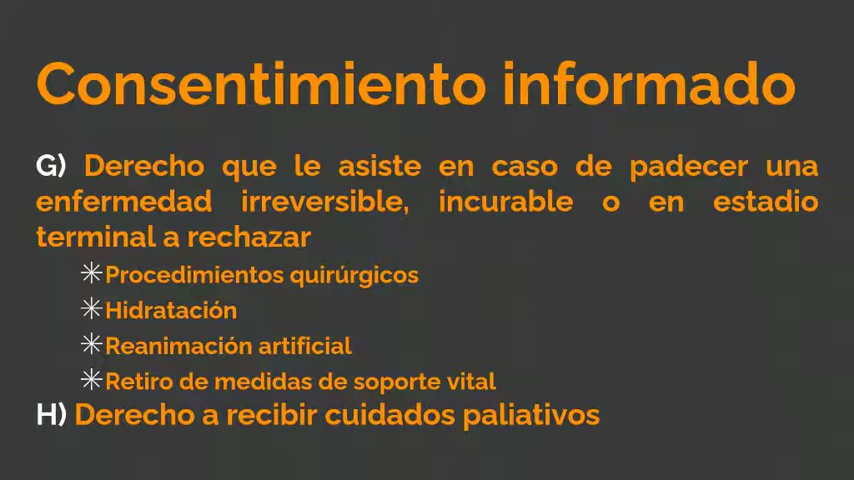 Consentimiento informado
G) Derecho que le asiste en caso de padecer una
enfermedad irreversible, incurable o en estadio
terminal a rechazar
✳Procedimientos quirúrgicos
✳Hidratación
✳Reanimación artificial
✳Retiro de medidas de soporte vital
H) Derecho a recibir cuidados paliativos